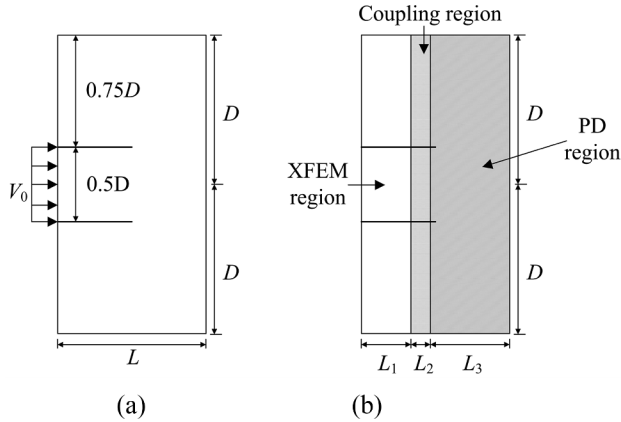 Coupling region
0.75D
D
D
PD
region
XFEM
region
V0
0.5D
D
D
L
L1
L2
L3
(a)
(b)